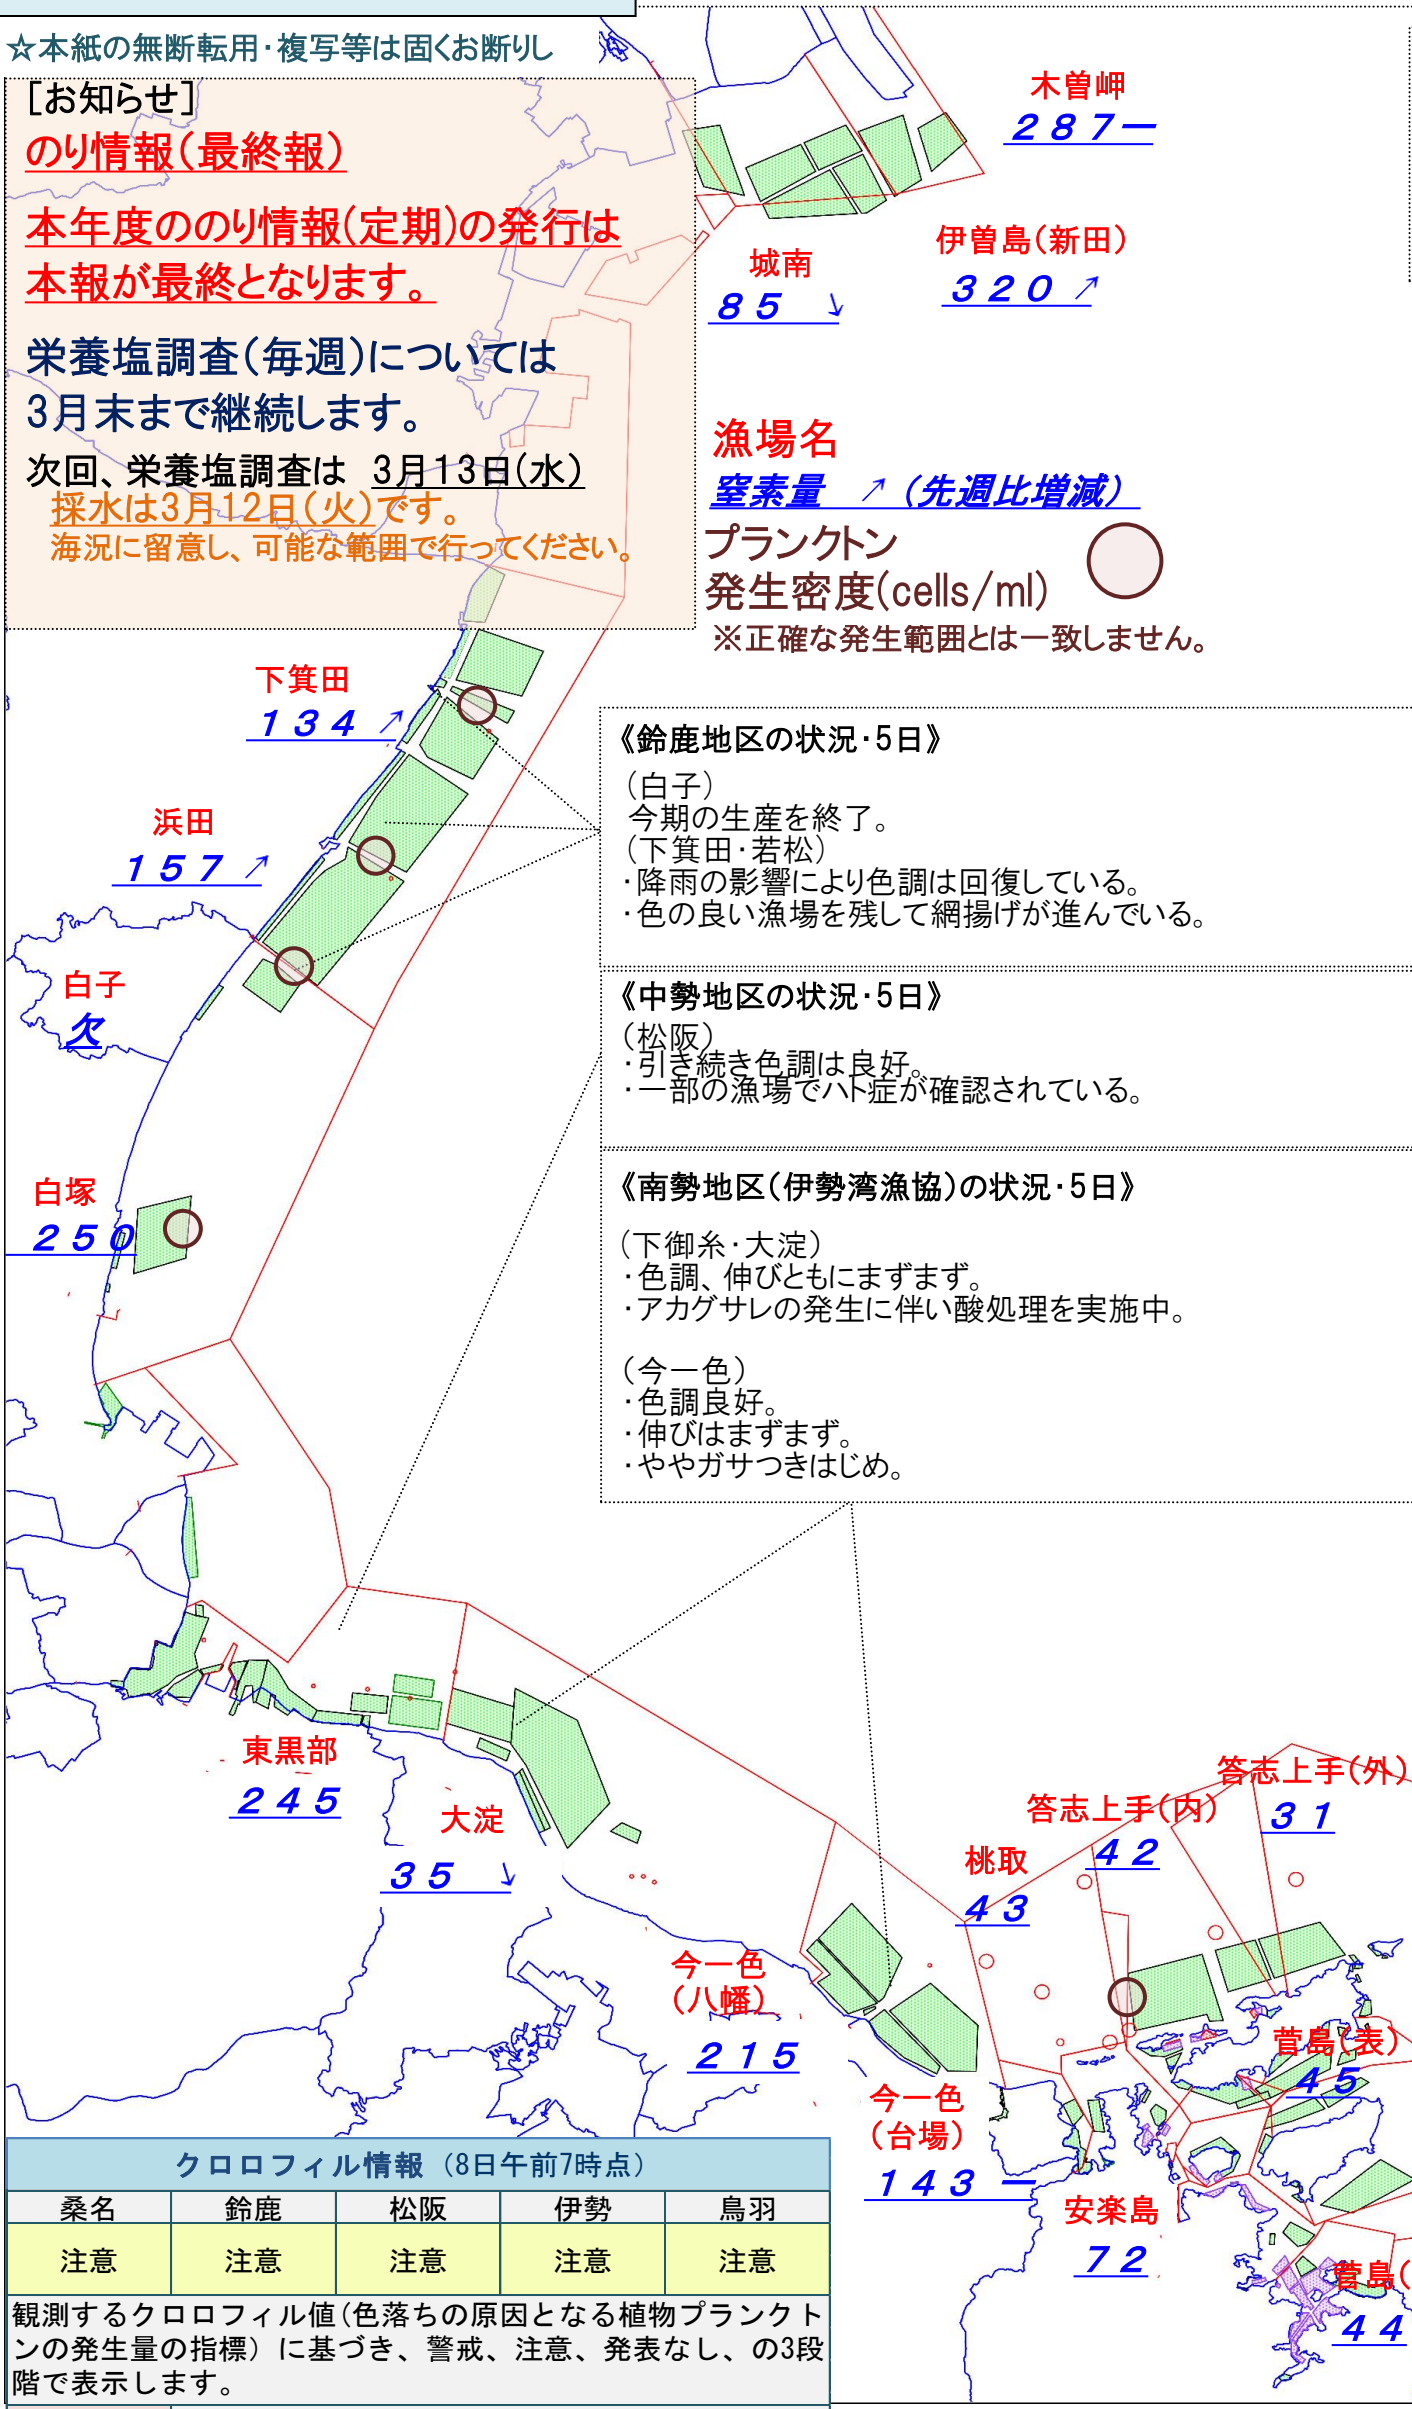 ☆本紙の無断転用・複写等は固くお断りし
［お知らせ］
のり情報（最終報）
本年度ののり情報(定期)の発行は
本報が最終となります。
栄養塩調査（毎週）については
3月末まで継続します。
次回、栄養塩調査は　3月13日(水)
採水は3月12日(火)です。
海況に留意し、可能な範囲で行ってください。
木曽岬
２８７ー
伊曽島（新田）
３２０↗
城南
８５　↓
漁場名
窒素量　↗（先週比増減）
プランクトン
発生密度(cells/ml)
※正確な発生範囲とは一致しません。
下箕田
１３４↗
浜田
１５７↗
白子
欠
白塚
２５０
《鈴鹿地区の状況・5日》
（白子）
今期の生産を終了。
（下箕田・若松）
・降雨の影響により色調は回復している。
・色の良い漁場を残して網揚げが進んでいる。
《中勢地区の状況・5日》
（松阪）
・引き続き色調は良好。
・一部の漁場でハト症が確認されている。
《南勢地区（伊勢湾漁協）の状況・5日》
（下御糸・大淀）
・色調、伸びともにまずまず。
・アカグサレの発生に伴い酸処理を実施中。
（今一色）
・色調良好。
・伸びはまずまず。
・ややガサつきはじめ。
東黒部
２４５
大淀
３５　↓
今一色
（八幡）
２１５
今一色
（台場）
１４３　ー
桃取
４３
答志上手（内）
４２
答志上手（外）
３１
菅島（表）
４５
安楽島
７２
菅島（
４４
クロロフィル情報（8日午前7時点）
桑名　鈴鹿　松阪　伊勢　鳥羽
注意　注意　注意　注意　注意
観測するクロロフィル値（色落ちの原因となる植物プランクト
ンの発生量の指標）に基づき、警戒、注意、発表なし、の3段
階で表示します。